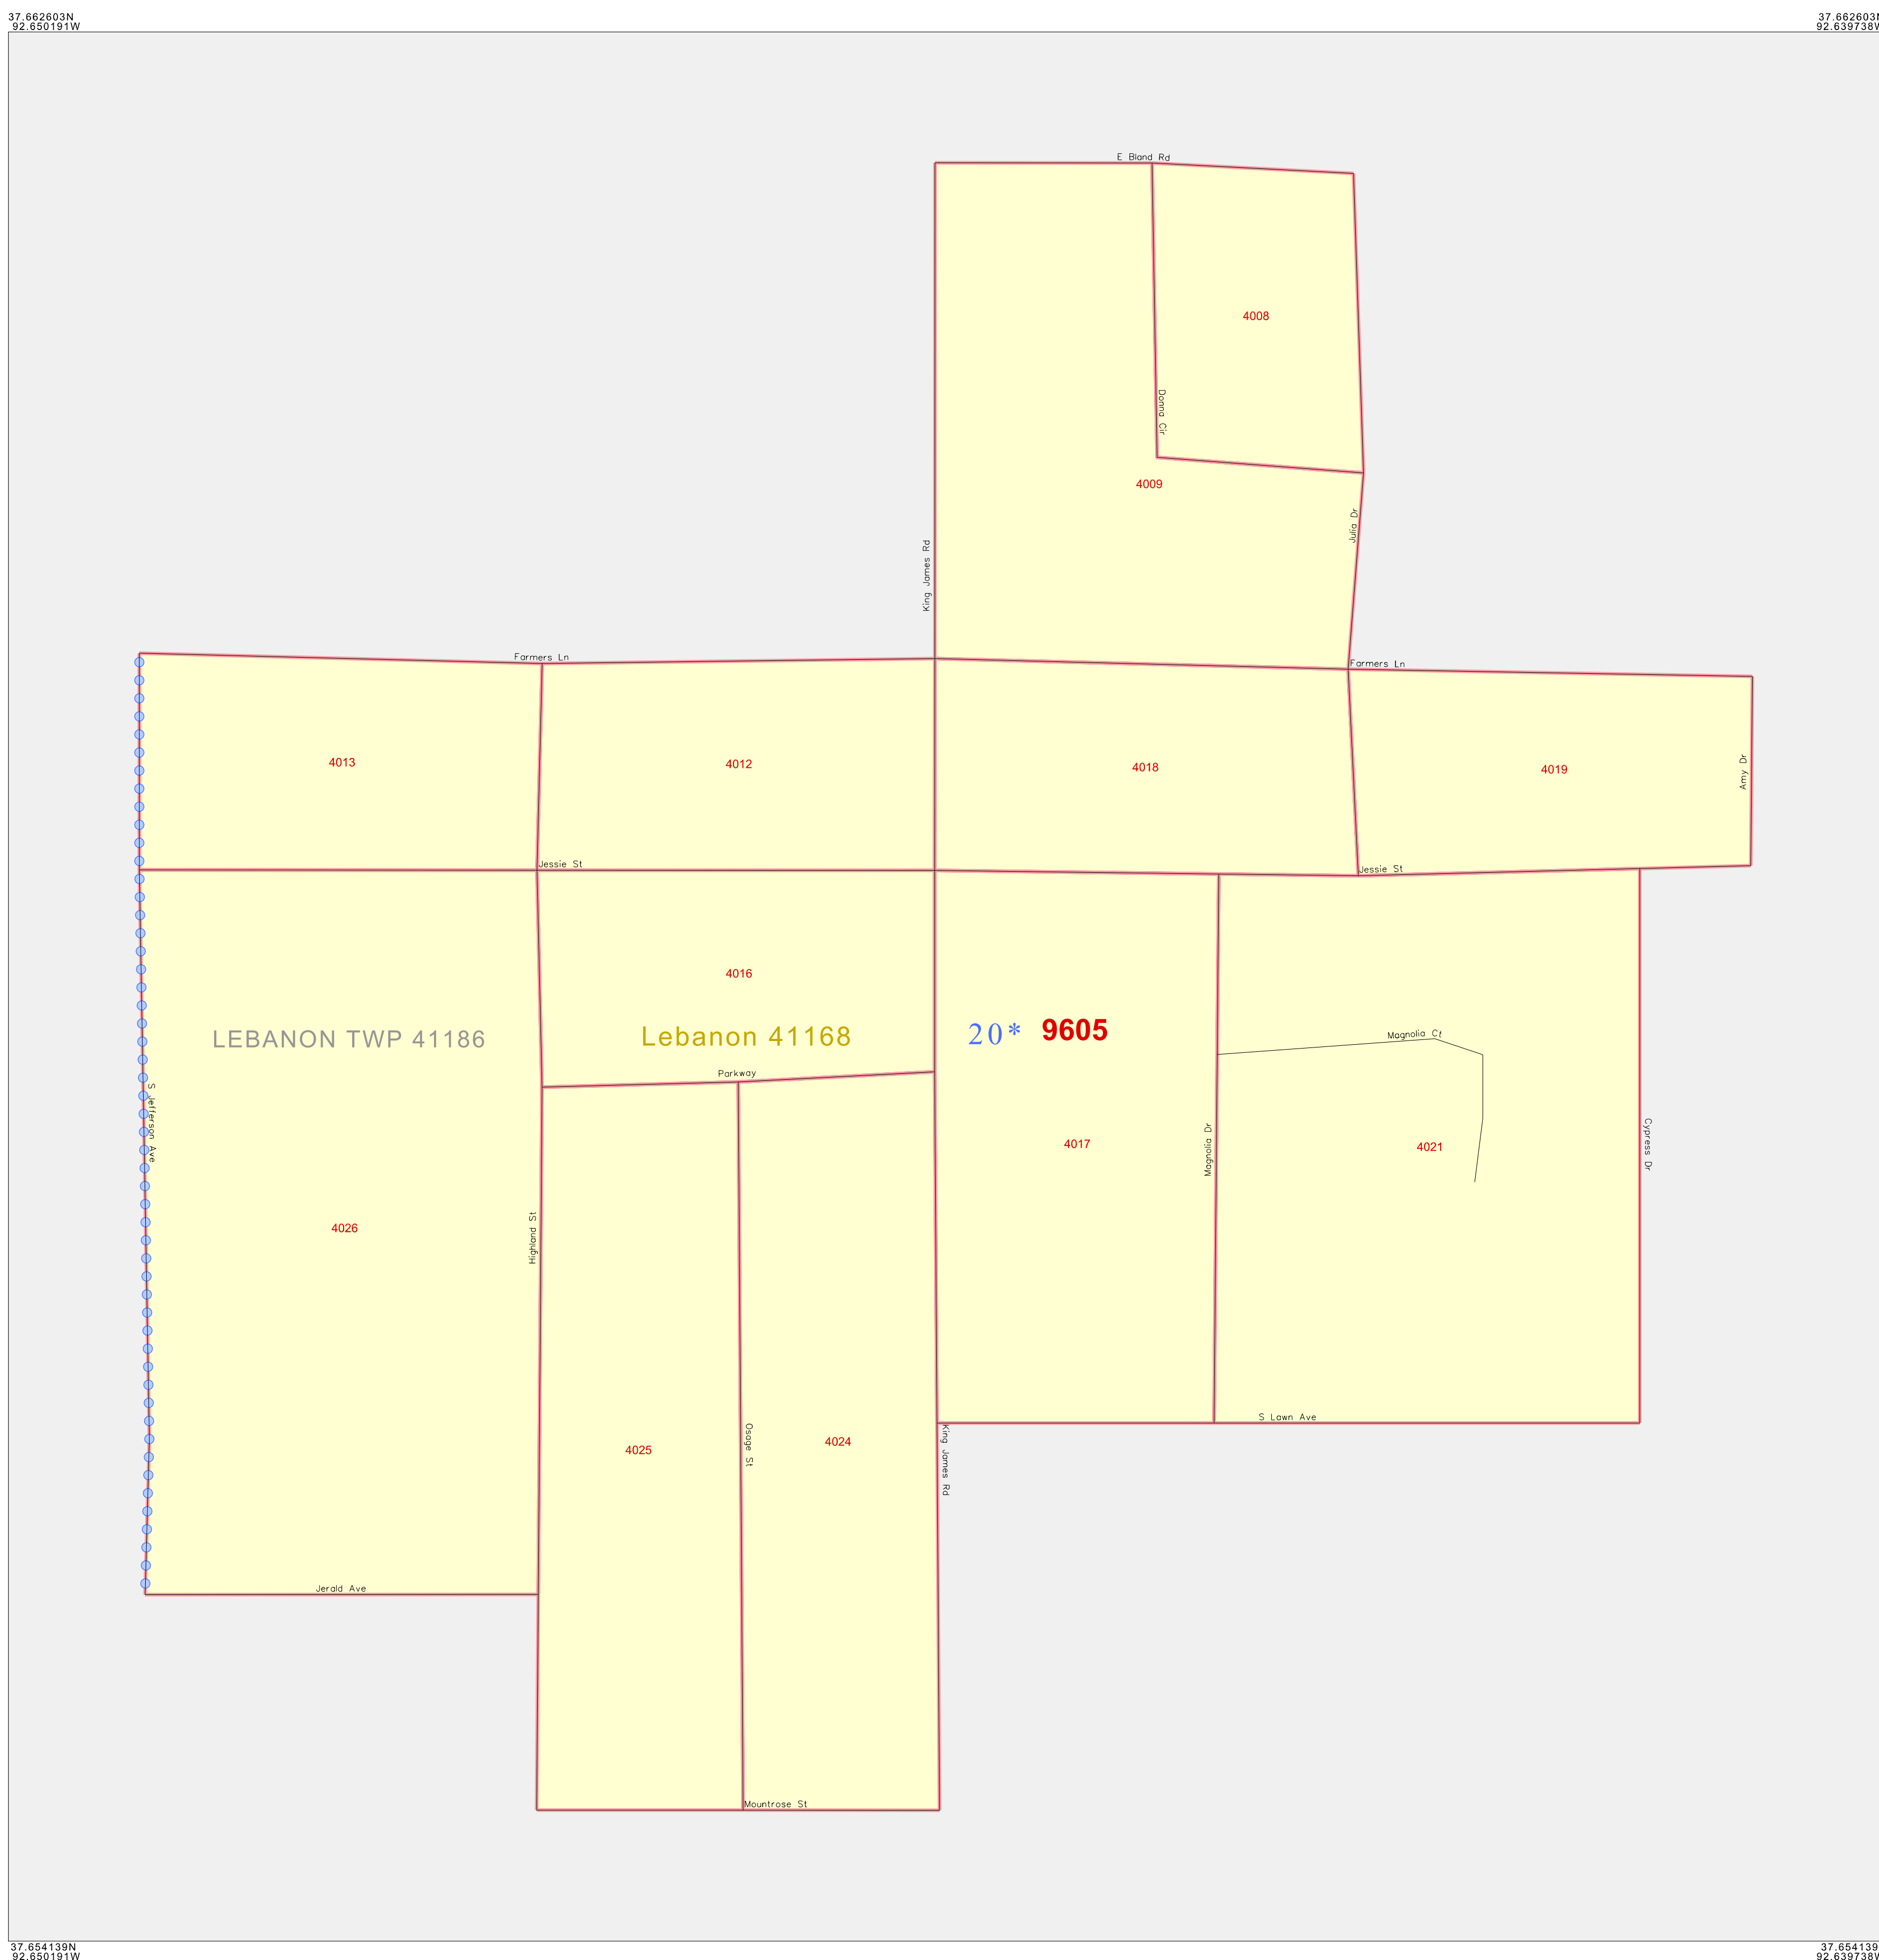 37.662603N
92.650191W
37.662603N
92.639738W
E Bland Rd
4008
Donna Cir
4009
Julia Dr
King James Rd
Farmers Ln
Farmers Ln
4013
4012
4018
4019
Amy Dr
Jessie St
Jessie St
4016
LEBANON TWP 41186
Lebanon 41168
20*
9605
Magnolia Ct
Parkway
S Jefferson Ave
4017
Magnolia Dr
4021
Cypress Dr
4026
Highland St
S Lawn Ave
4025
Osage St
4024
King James Rd
Jerald Ave
Mountrose St
37.654139N
92.650191W
37.654139
92.639738W